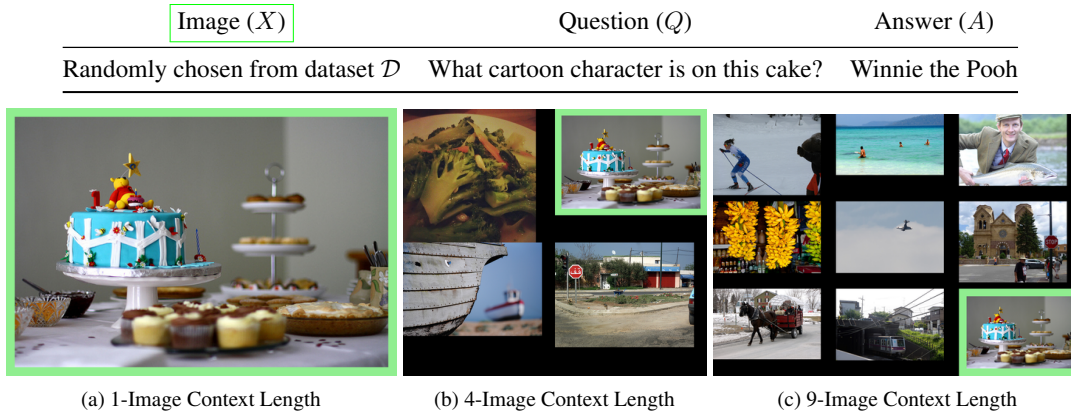 Image (X) Question (Q) Answer (A)
Randomly chosen from dataset D What cartoon character is on this cake? Winnie the Pooh
(a) 1-Image Context Length (b) 4-Image Context Length (c) 9-Image Context Length